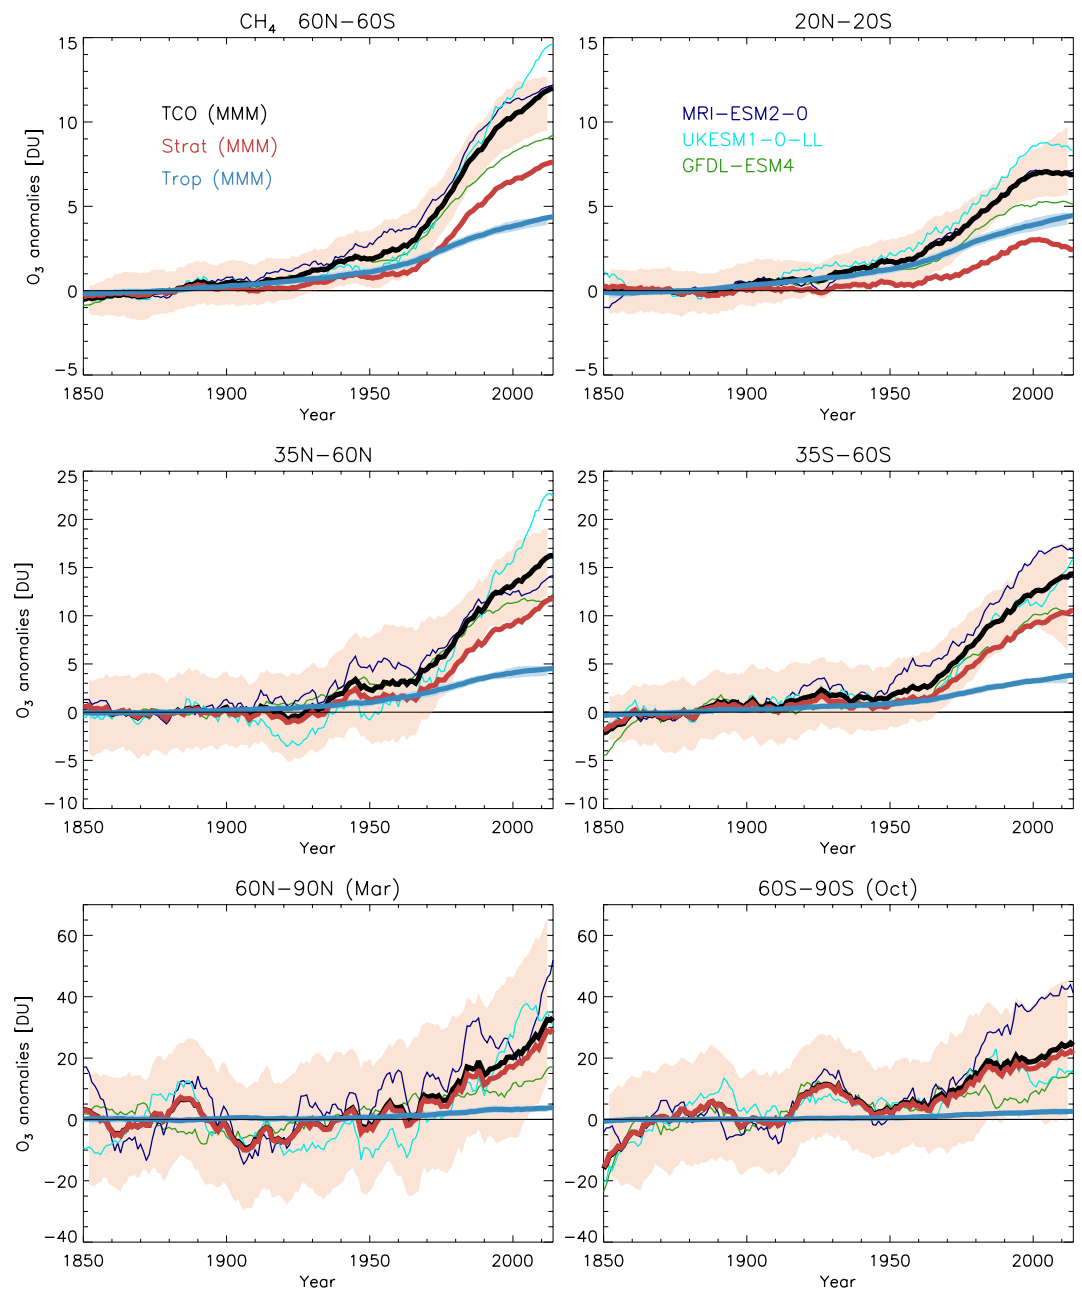 CH₄ 60N−60S
20N−20S
O₃ anomalies [DU]
15
10
5
0
−5
TCO (MMM)
Strat (MMM)
Trop (MMM)
1850
1900
1950
2000
Year
15
10
5
0
−5
MRI−ESM2−0
UKESM1−0−LL
GFDL−ESM4
1850
1900
1950
2000
Year
35N−60N
35S−60S
O₃ anomalies [DU]
25
20
15
10
5
0
−5
−10
1850
1900
1950
2000
Year
25
20
15
10
5
0
−5
−10
1850
1900
1950
2000
Year
60N−90N (Mar)
60S−90S (Oct)
O₃ anomalies [DU]
60
40
20
0
−20
−40
1850
1900
1950
2000
Year
60
40
20
0
−20
−40
1850
1900
1950
2000
Year